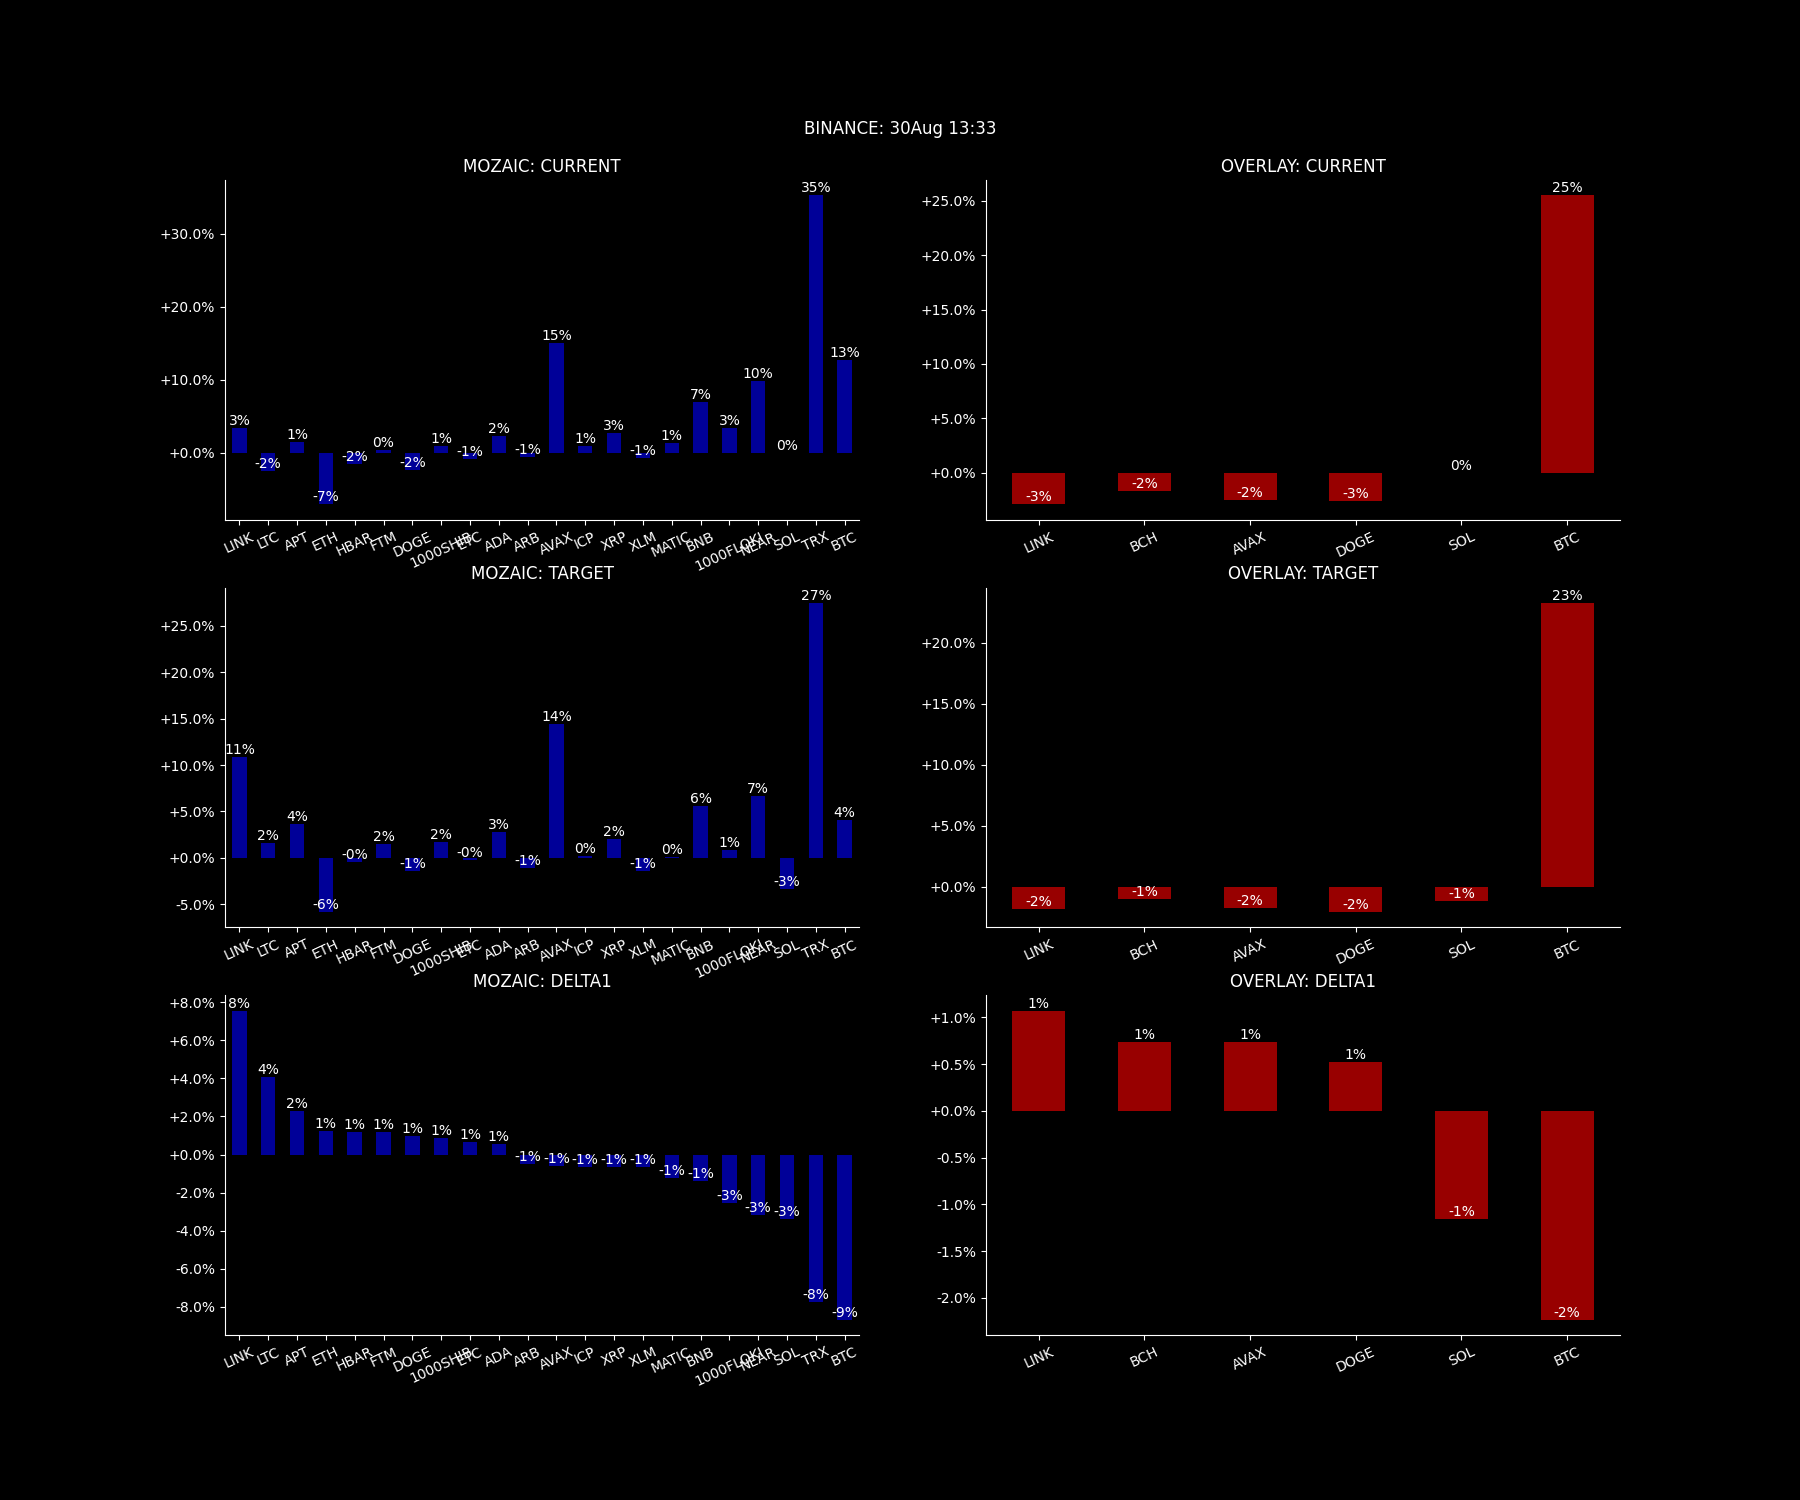 BINANCE: 30Aug 13:33
MOZAIC: CURRENT
35%
+30.0%
+20.0%
15%
13%
+10.0%
10%
7%
3% 1% 0% 1% 2% 1% 3% 1% 3% 0%
+0.0%
-2% -7% -2% -2% -1% -1% -1%
LINK LTC APT ETH HBAR FTM DOGE 1000SHIB ETC ADA ARB AVAX ICP XRP XLM MATIC BNB 1000FLOKI NEAR SOL TRX BTC
OVERLAY: CURRENT
25%
+25.0%
+20.0%
+15.0%
+10.0%
+5.0%
+0.0%
-3% -2% -2% -3% 0%
LINK BCH AVAX DOGE SOL BTC
MOZAIC: TARGET
27%
+25.0%
+20.0%
+15.0%
14%
+10.0%
11%
+5.0%
2% 4% 2% 2% 3% 0% 2% 0% 6% 1% 7% 4%
+0.0%
-6% -0% -1% -0% -1% -1% -3%
-5.0%
LINK LTC APT ETH HBAR FTM DOGE 1000SHIB ETC ADA ARB AVAX ICP XRP XLM MATIC BNB 1000FLOKI NEAR SOL TRX BTC
OVERLAY: TARGET
23%
+20.0%
+15.0%
+10.0%
+5.0%
+0.0%
-2% -1% -2% -2% -1%
LINK BCH AVAX DOGE SOL BTC
MOZAIC: DELTA1
+8.0%
+6.0%
+4.0%
+2.0%
+0.0%
-2.0%
-4.0%
-6.0%
-8.0%
8% 4% 2% 1% 1% 1% 1% 1% 1% 1% -1% -1% -1% -1% -1% -1% -1% -3% -3% -3% -8% -9%
LINK LTC APT ETH HBAR FTM DOGE 1000SHIB ETC ADA ARB AVAX ICP XRP XLM MATIC BNB 1000FLOKI NEAR SOL TRX BTC
OVERLAY: DELTA1
+1.0%
+0.5%
+0.0%
-0.5%
-1.0%
-1.5%
-2.0%
1% 1% 1% 1% -1% -2%
LINK BCH AVAX DOGE SOL BTC